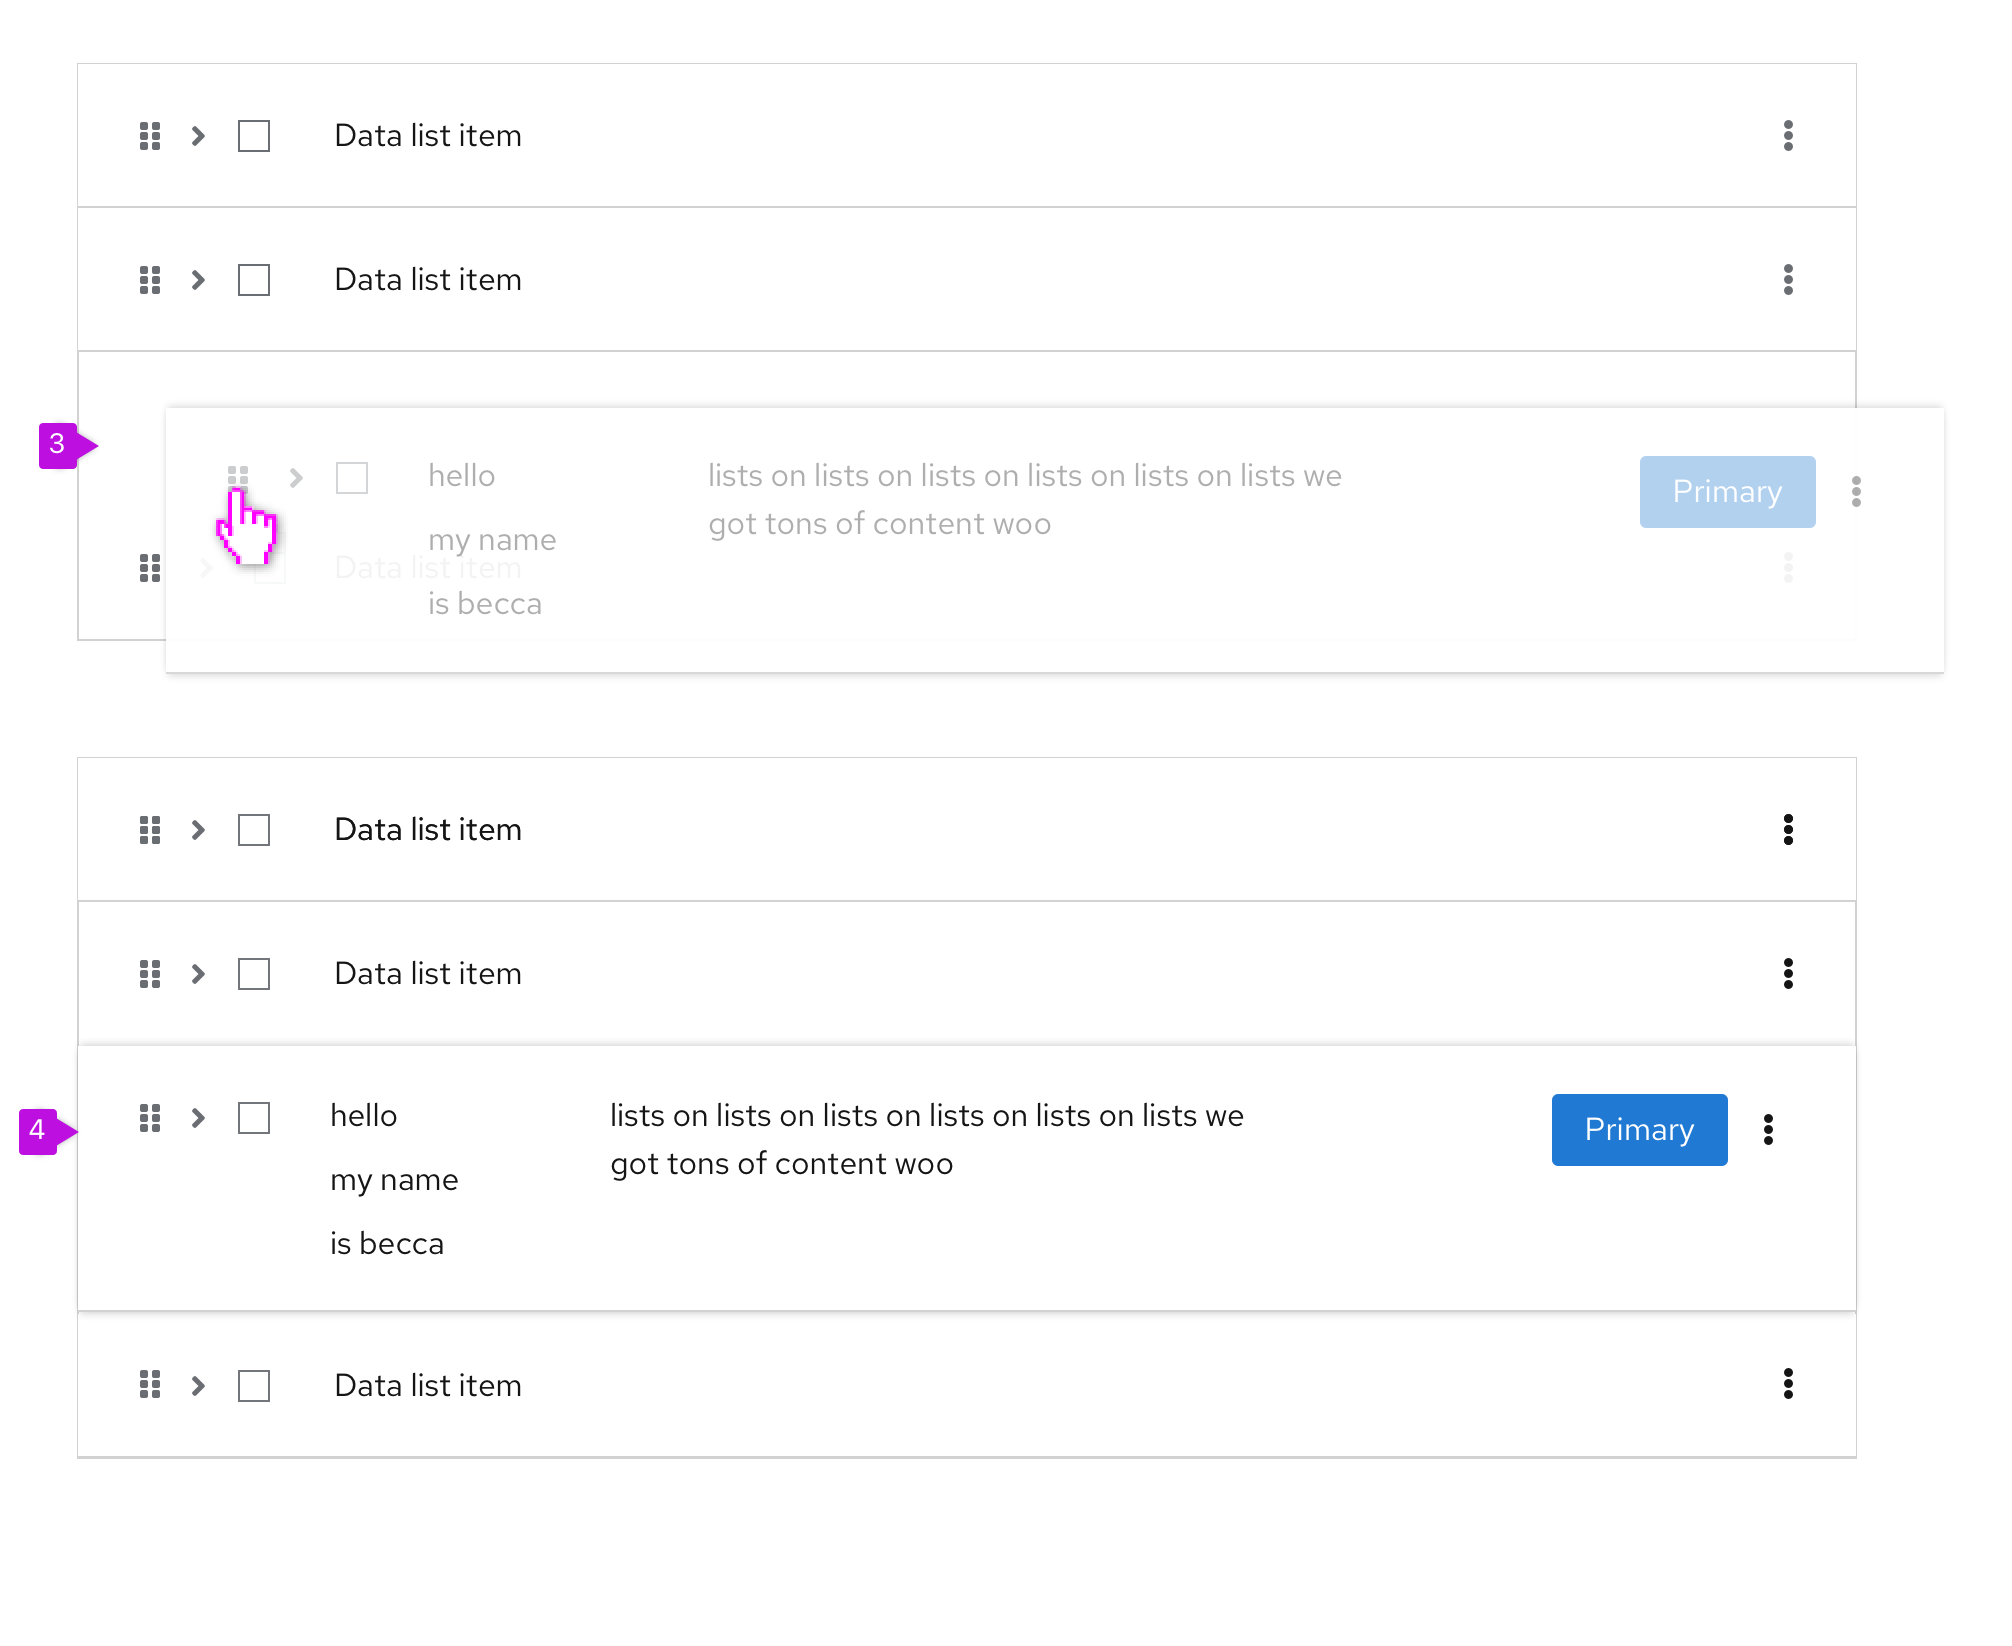 Data list item
Data list item
3
hello
lists on lists on lists on lists on lists on lists we
got tons of content woo
Primary
my name
Data list item
is becca
Data list item
Data list item
4
hello
lists on lists on lists on lists on lists on lists we
got tons of content woo
Primary
my name
is becca
Data list item